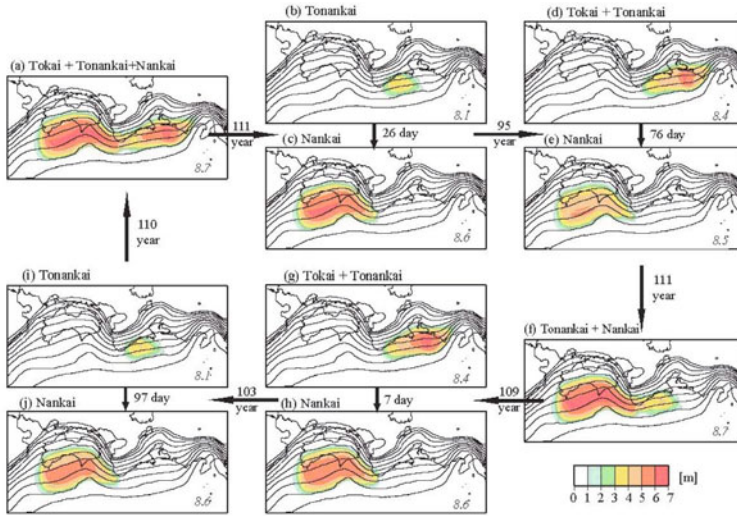 (a) Tokai + Tonankai+Nankai
8.7
111
year
(b) Tonankai
8.1
26 day
(c) Nankai
8.6
95
year
(d) Tokai + Tonankai
8.4
76 day
(e) Nankai
8.5
111
year
(f) Tonankai + Nankai
8.7
109
year
(g) Tokai + Tonankai
8.4
7 day
(h) Nankai
8.6
103
year
(i) Tonankai
8.1
97 day
(j) Nankai
8.6
110
year
[m]
0 1 2 3 4 5 6 7